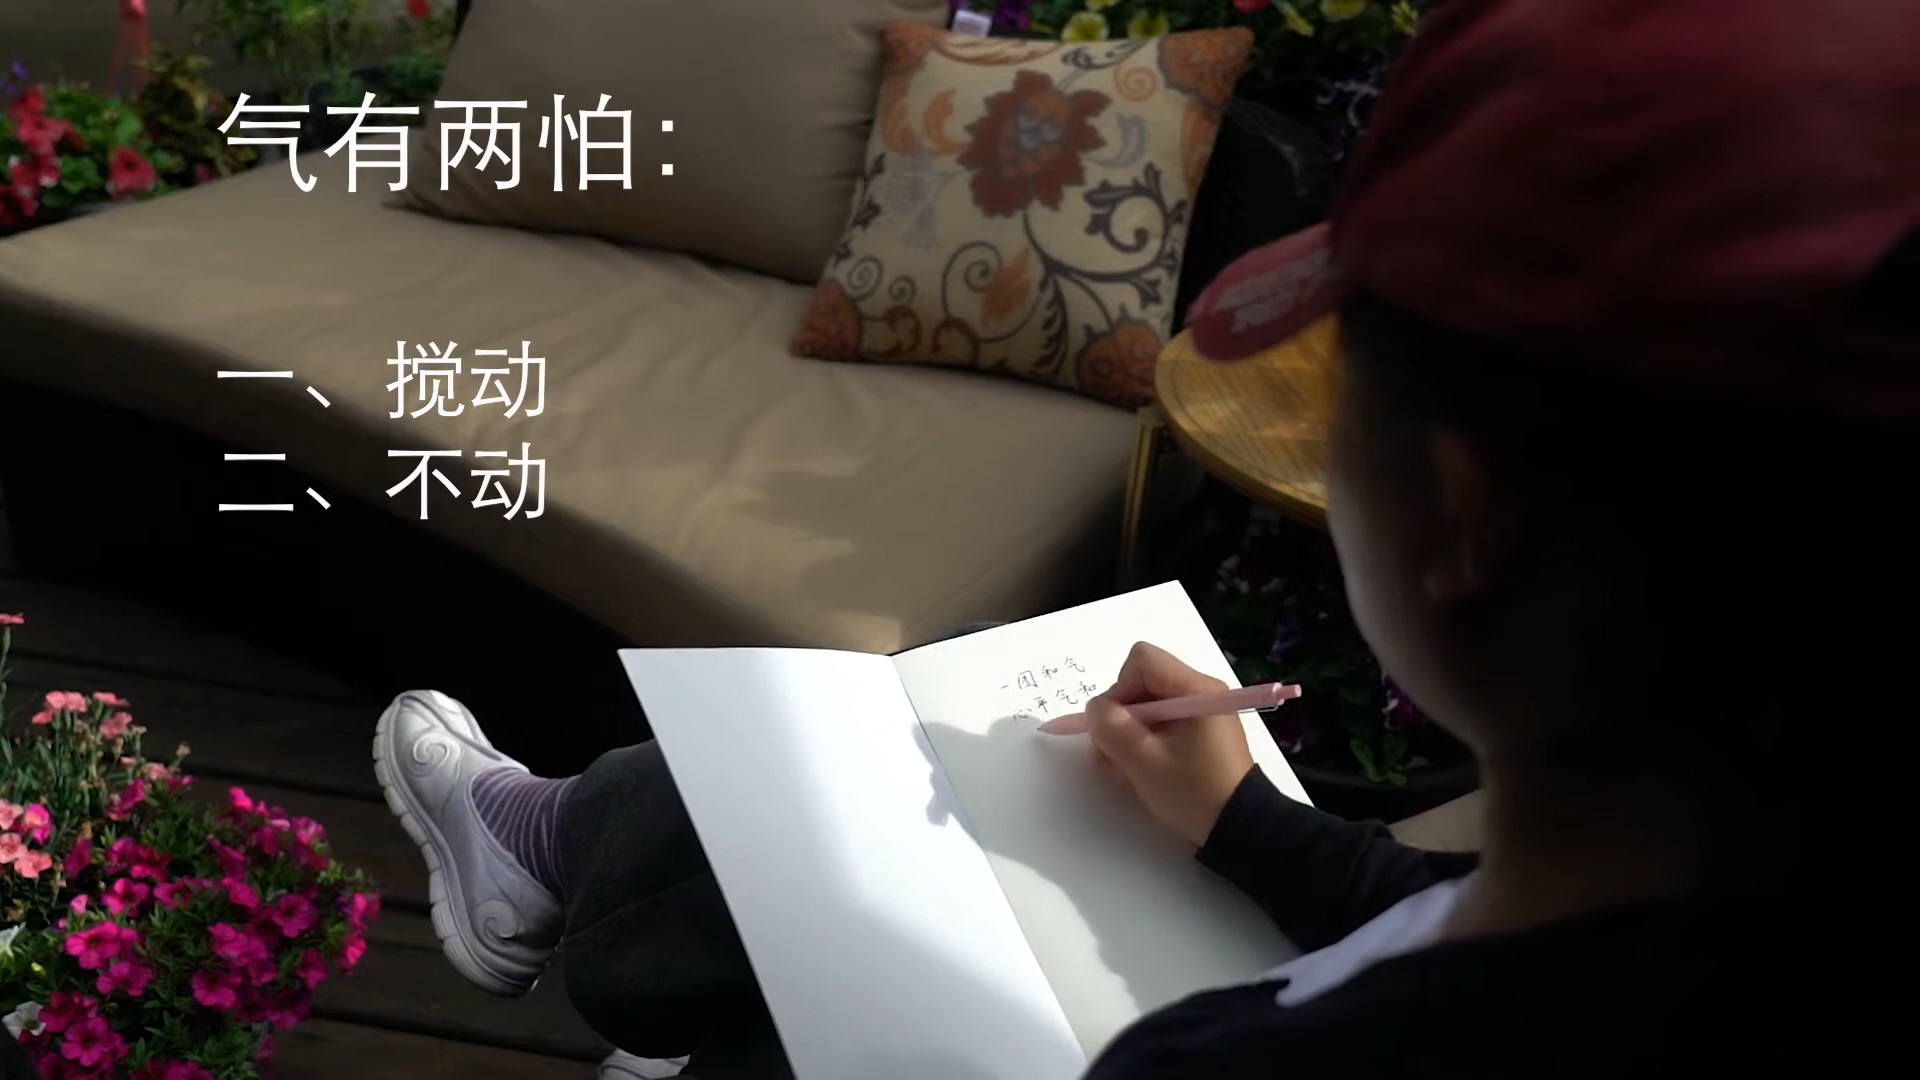 气有两怕：
一、搅动
二、不动
一团和气
心平气和